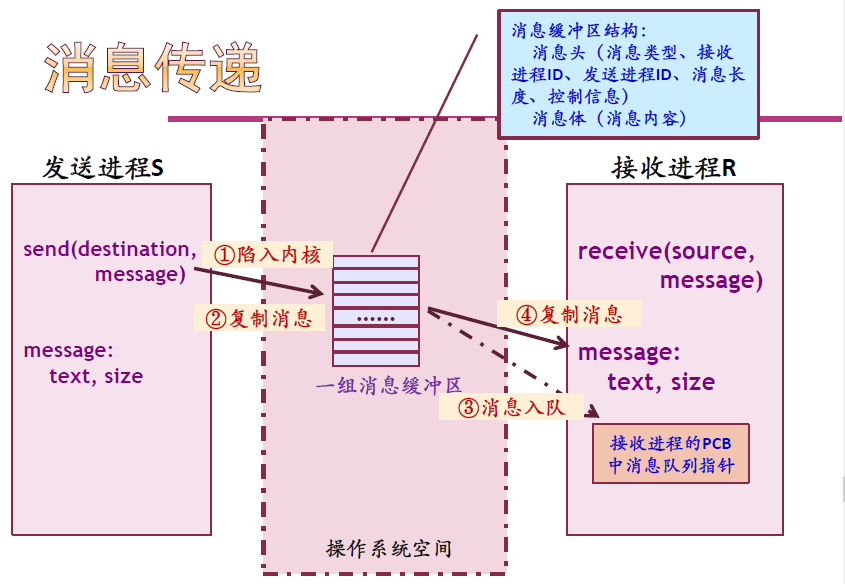 消息传递
消息缓冲区结构:
消息头（消息类型、接收
进程ID、发送进程ID、消息长
度、控制信息）
消息体（消息内容）
发送进程S
send(destination,
message)
message:
text, size
①陷入内核
②复制消息
......
一组消息缓冲区
③消息入队
④复制消息
操作系统空间
接收进程R
receive(source,
message)
message:
text, size
接收进程的PCB
中消息队列指针